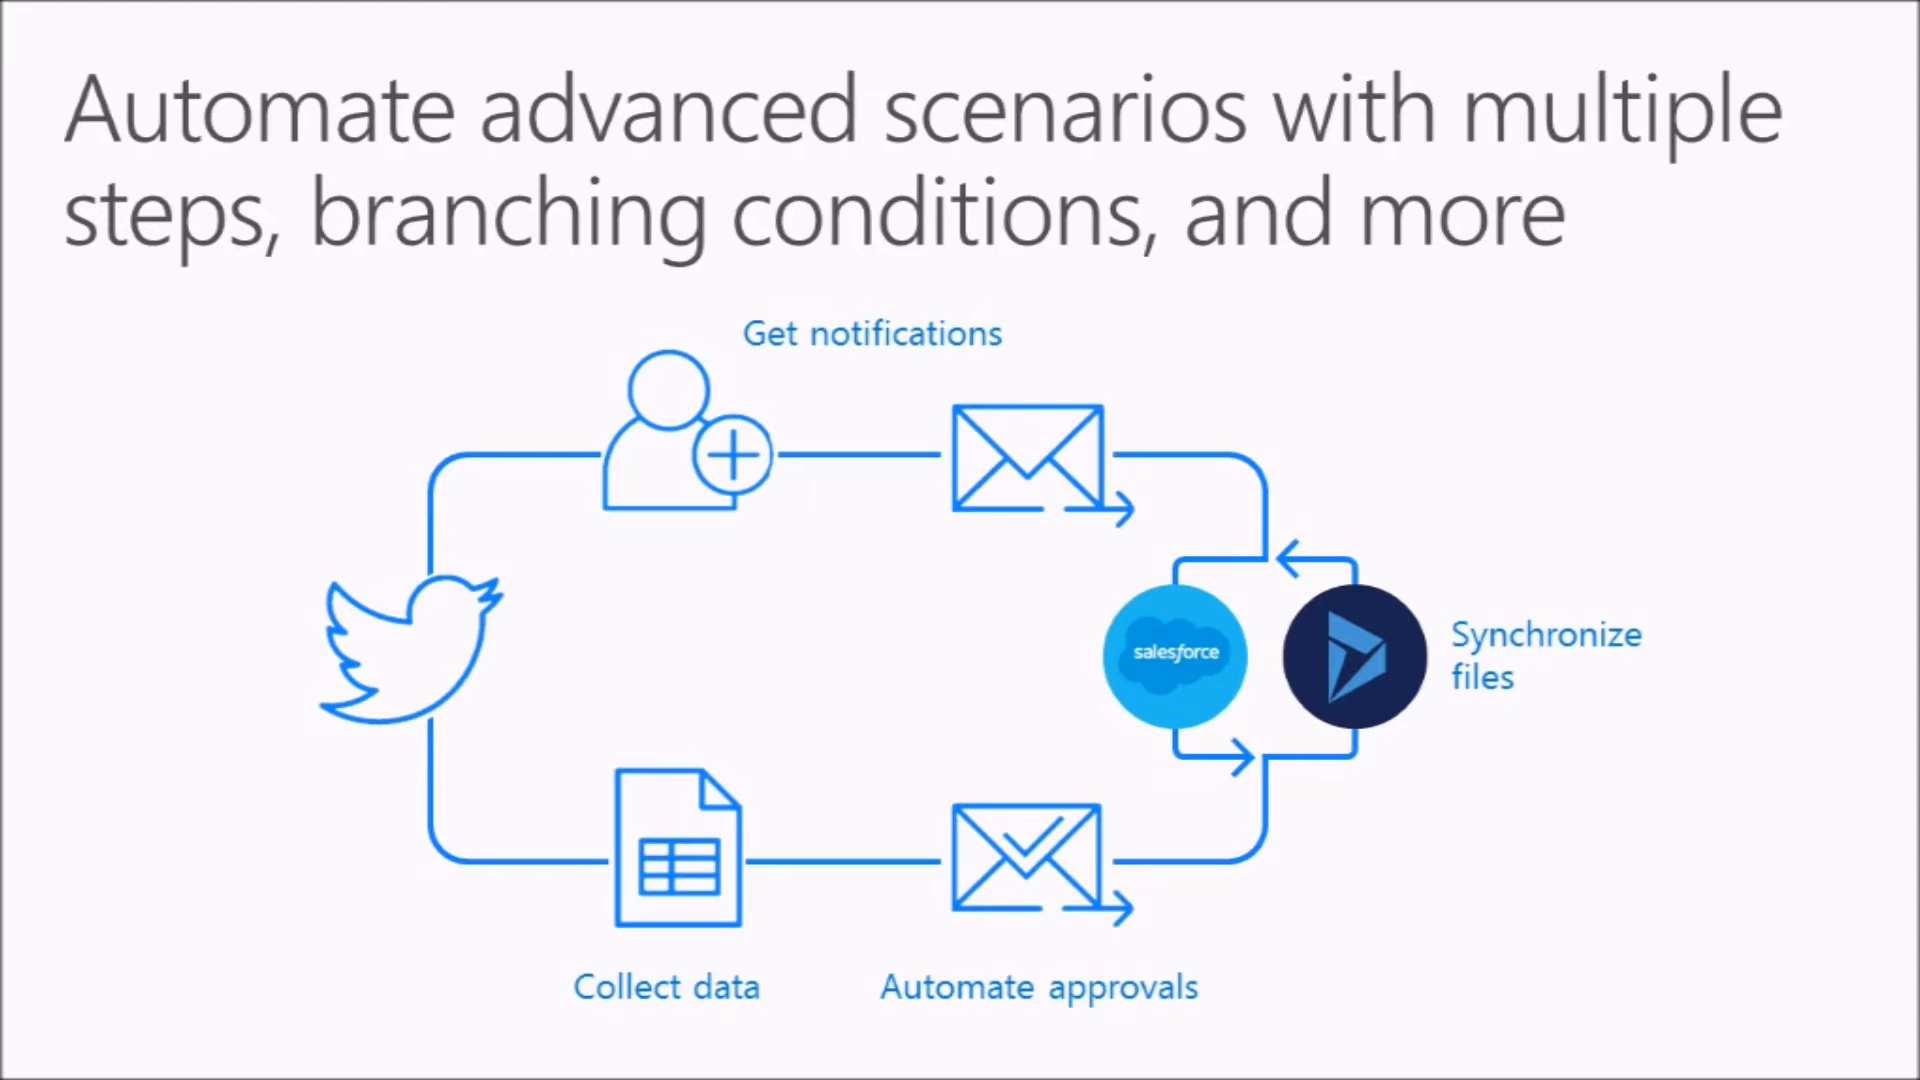 Automate advanced scenarios with multiple
steps, branching conditions, and more
Get notifications
salesforce
Synchronize
files
Collect data
Automate approvals